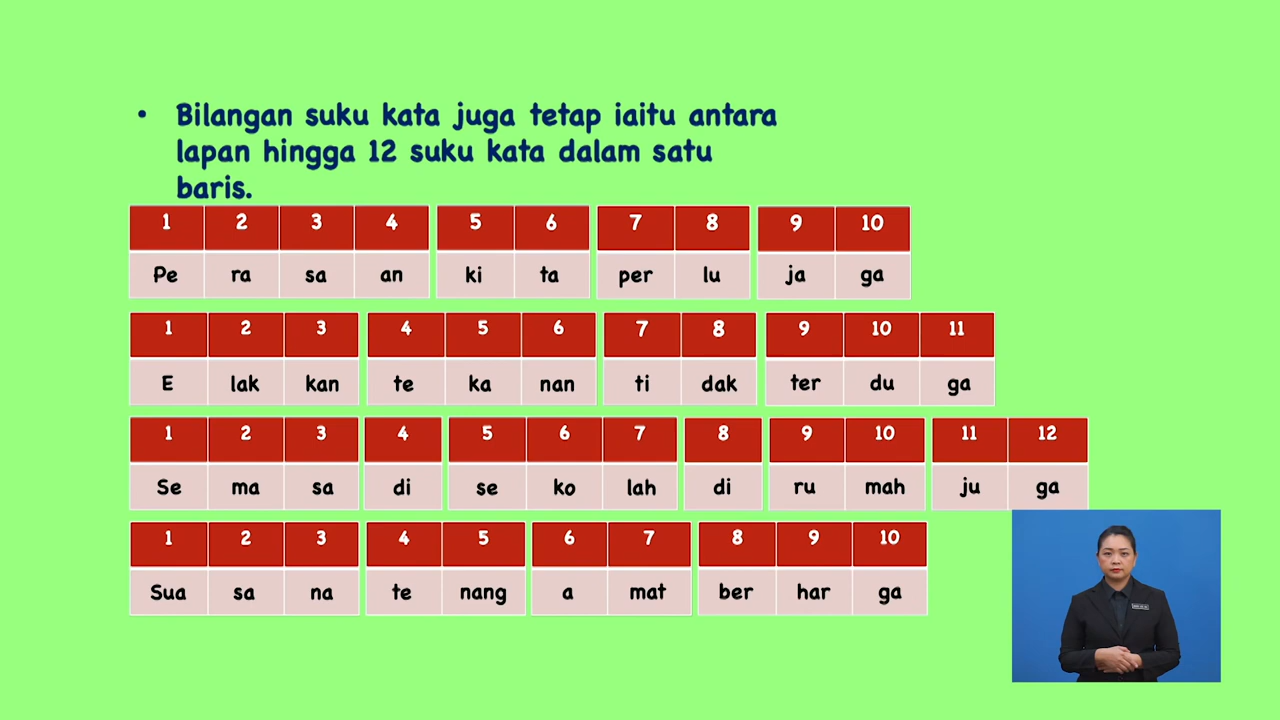 • Bilangan suku kata juga tetap iaitu antara
lapan hingga 12 suku kata dalam satu
baris.
1 2 3 4 5 6 7 8 9 10
Pe ra sa an ki ta per lu ja ga
1 2 3 4 5 6 7 8 9 10 11
E lak kan te ka nan ti dak ter du ga
1 2 3 4 5 6 7 8 9 10 11 12
Se ma sa di se ko lah di ru mah ju ga
1 2 3 4 5 6 7 8 9 10
Sua sa na te nang a mat ber har ga